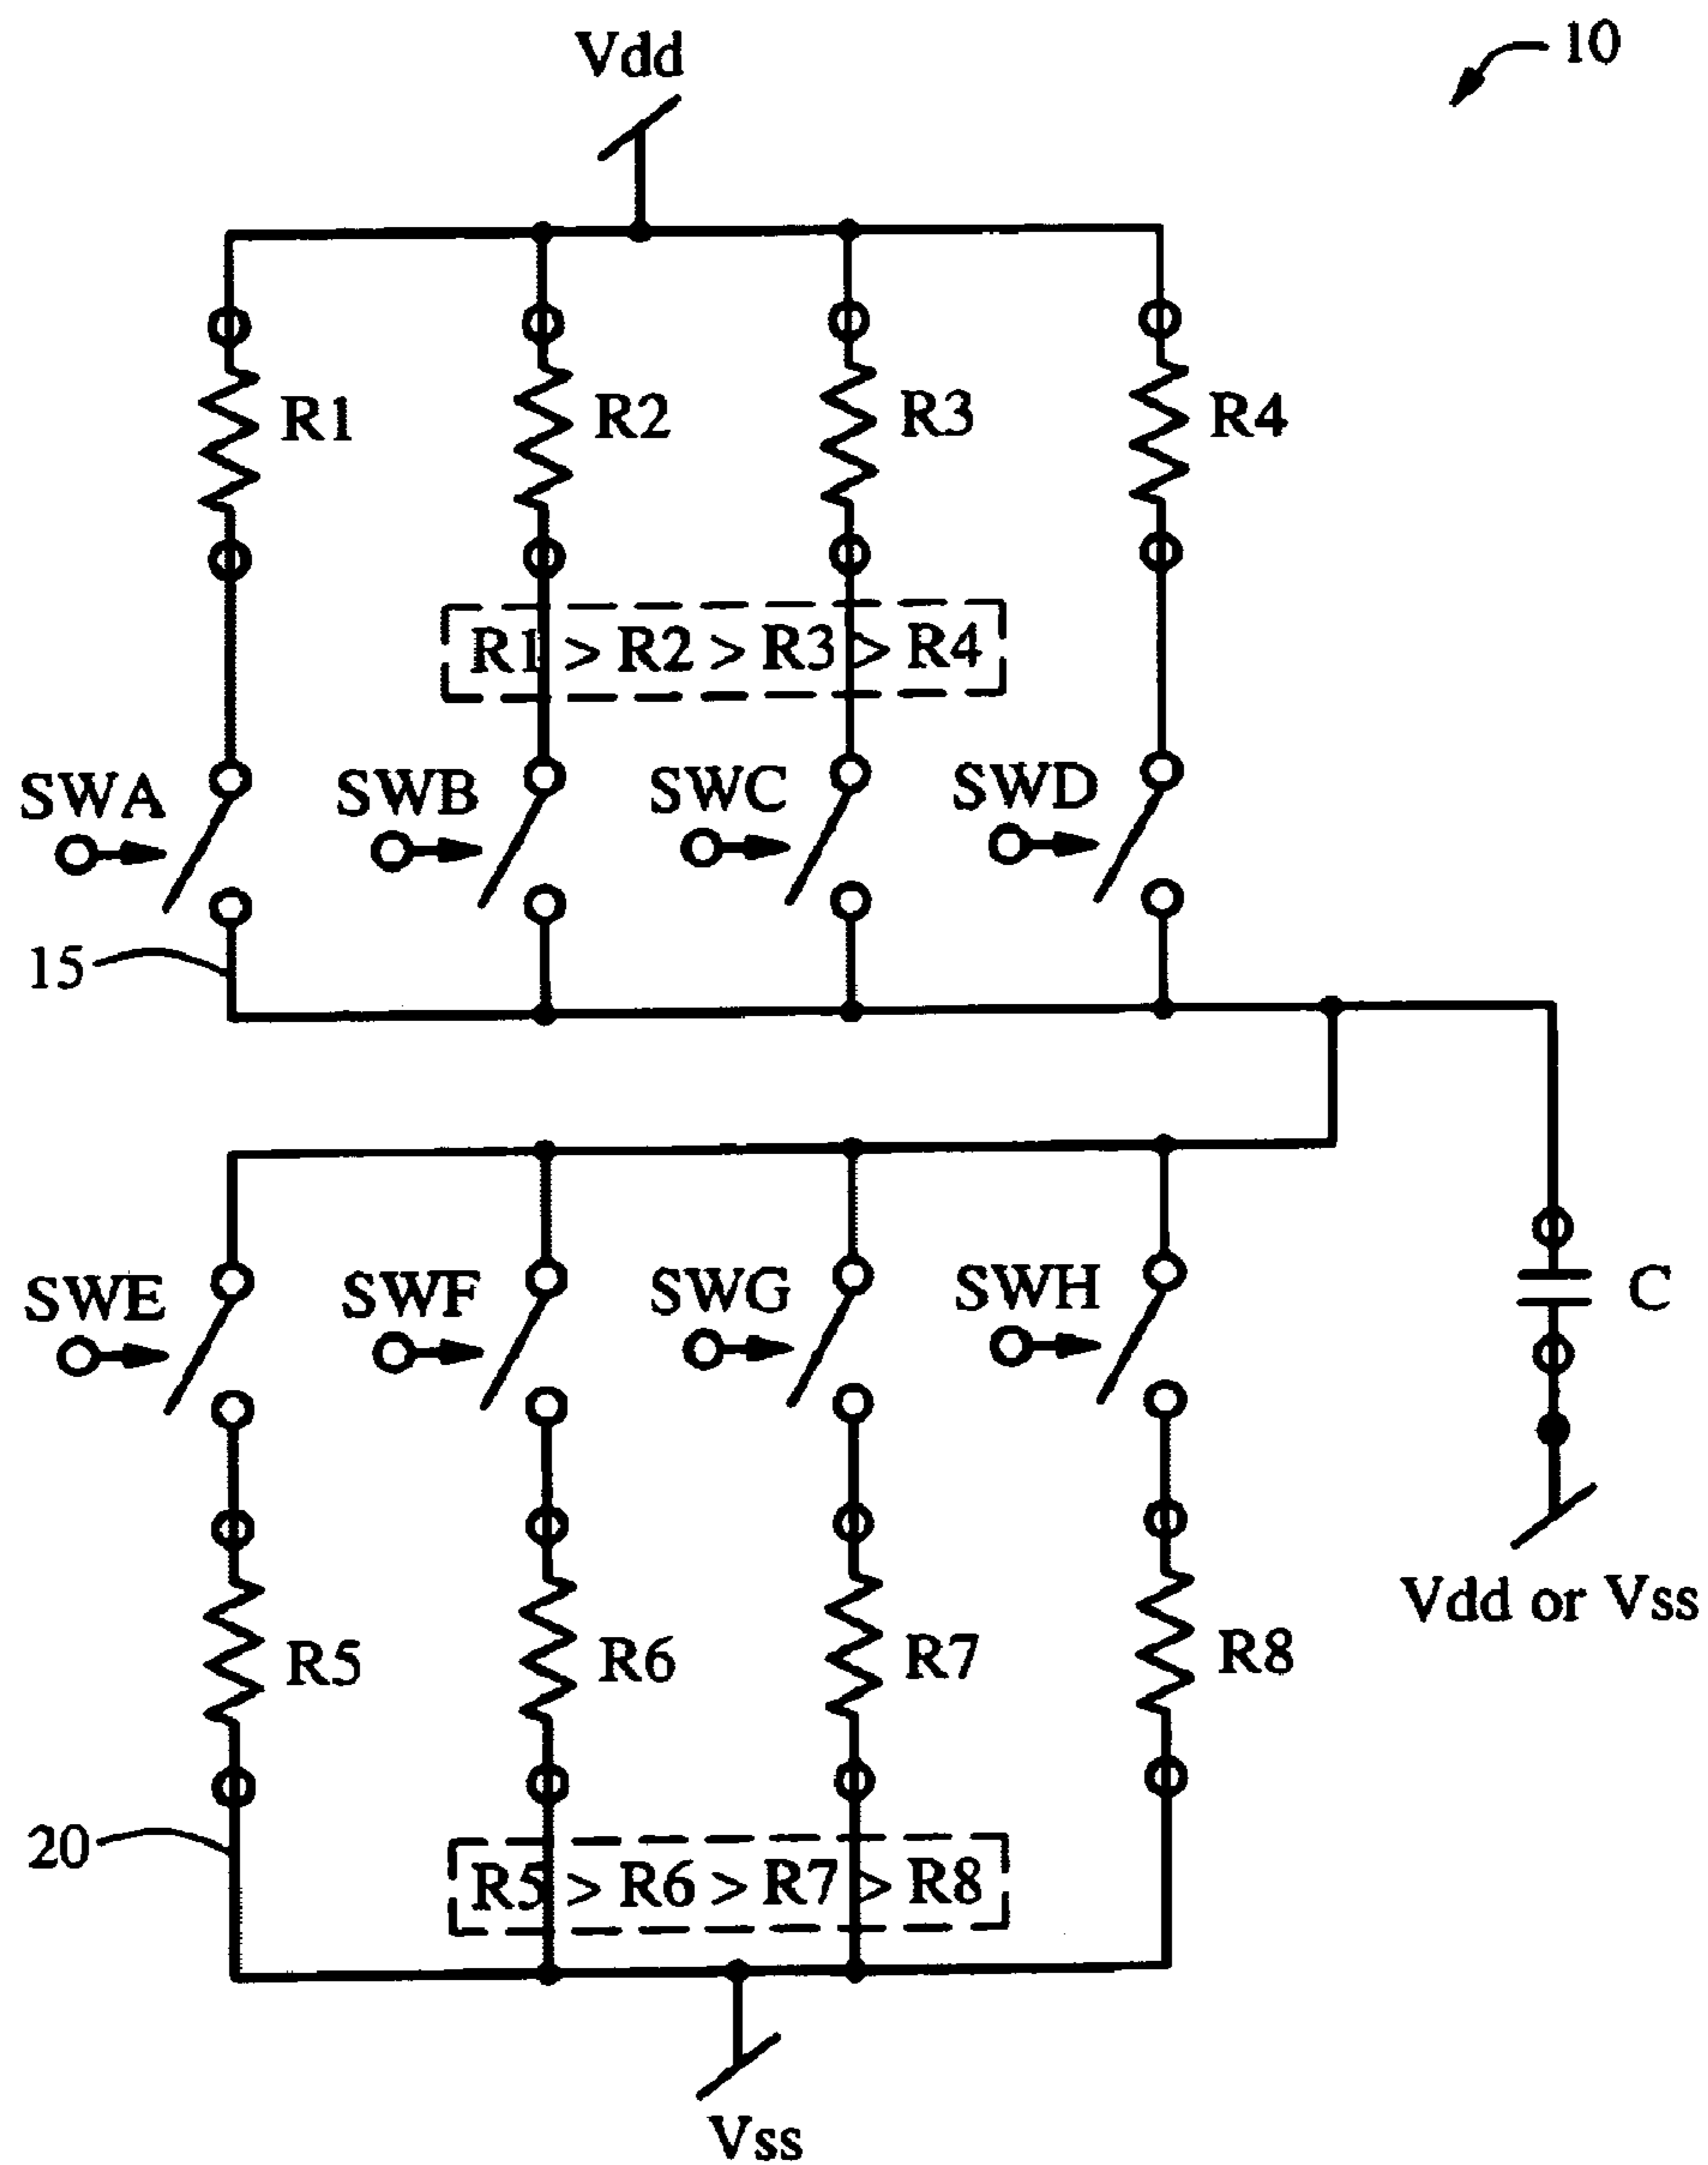 Vdd
10
R1
R2
R3
R4
R1 > R2 > R3 > R4
SWA
SWB
SWC
SWD
15
SWE
SWF
SWG
SWH
C
Vdd or Vss
R5
R6
R7
R8
20
R5 > R6 > R7 > R8
Vss